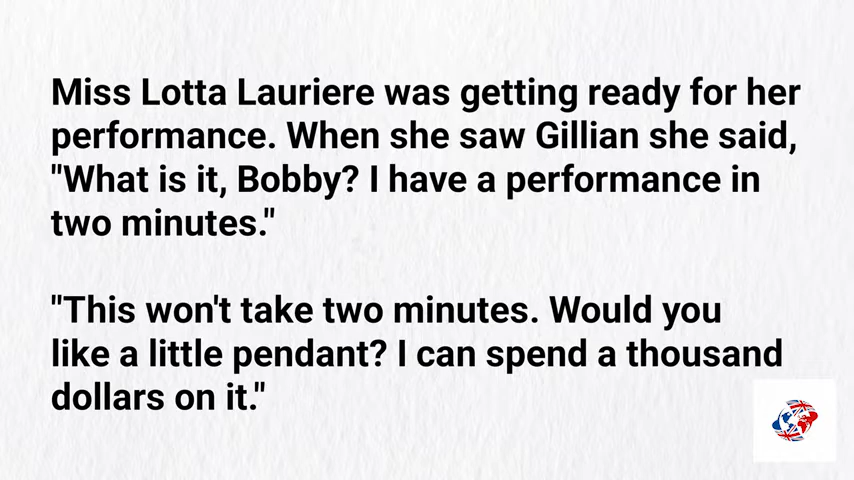 Miss Lotta Lauriere was getting ready for her
performance. When she saw Gillian she said,
"What is it, Bobby? I have a performance in
two minutes."
"This won't take two minutes. Would you
like a little pendant? I can spend a thousand
dollars on it."